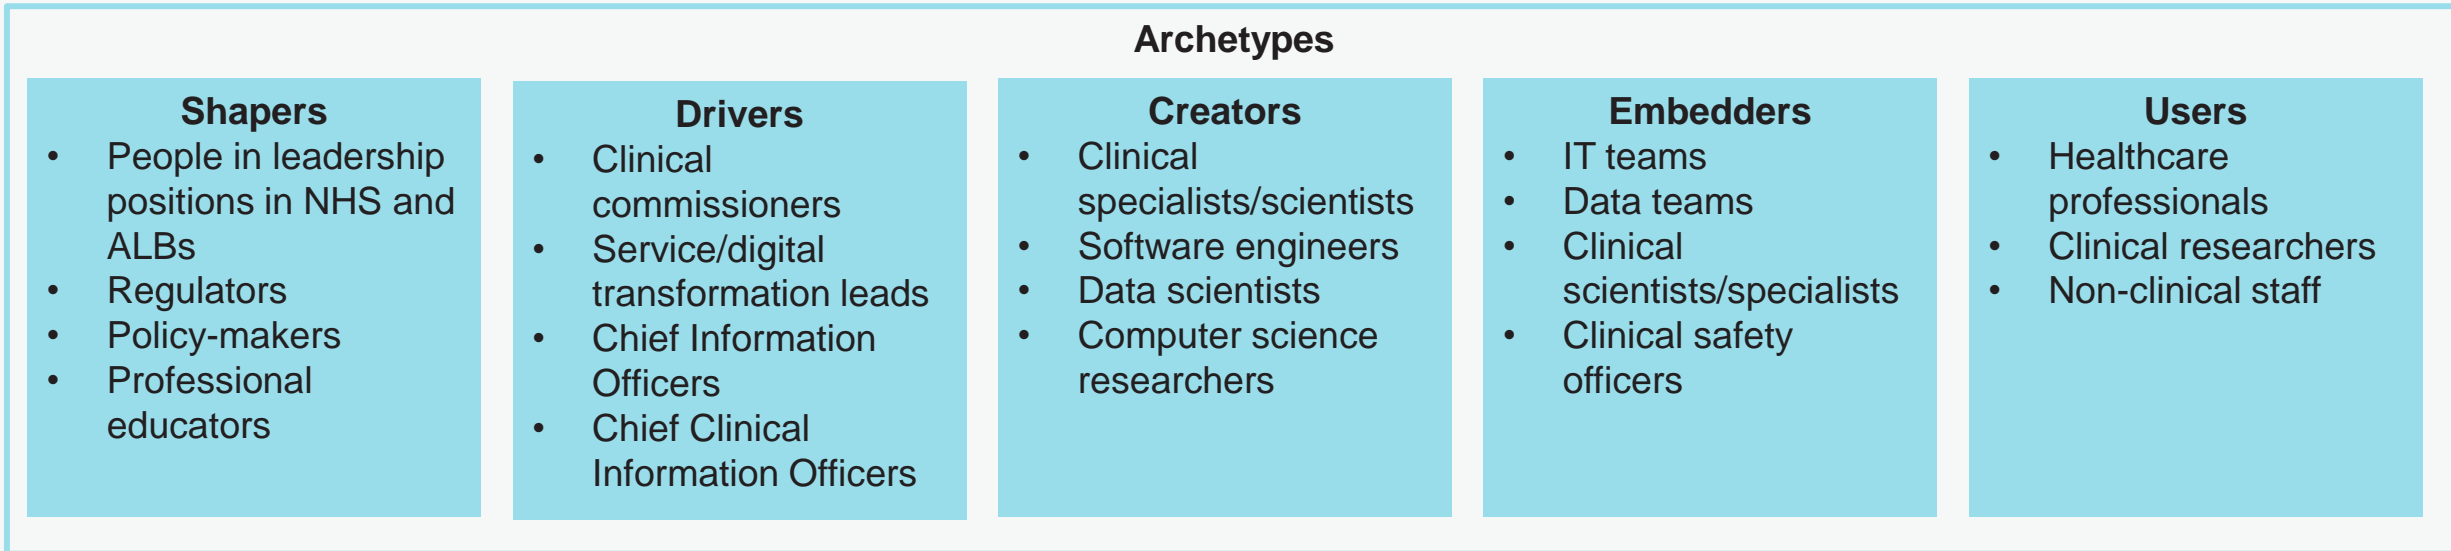 Archetypes
Shapers
• People in leadership
positions in NHS and
ALBs
• Regulators
• Policy-makers
• Professional
educators
Drivers
• Clinical
commissioners
• Service/digital
transformation leads
• Chief Information
Officers
• Chief Clinical
Information Officers
Creators
• Clinical
specialists/scientists
• Software engineers
• Data scientists
• Computer science
researchers
Embedders
• IT teams
• Data teams
• Clinical
scientists/specialists
• Clinical safety
officers
Users
• Healthcare
professionals
• Clinical researchers
• Non-clinical staff